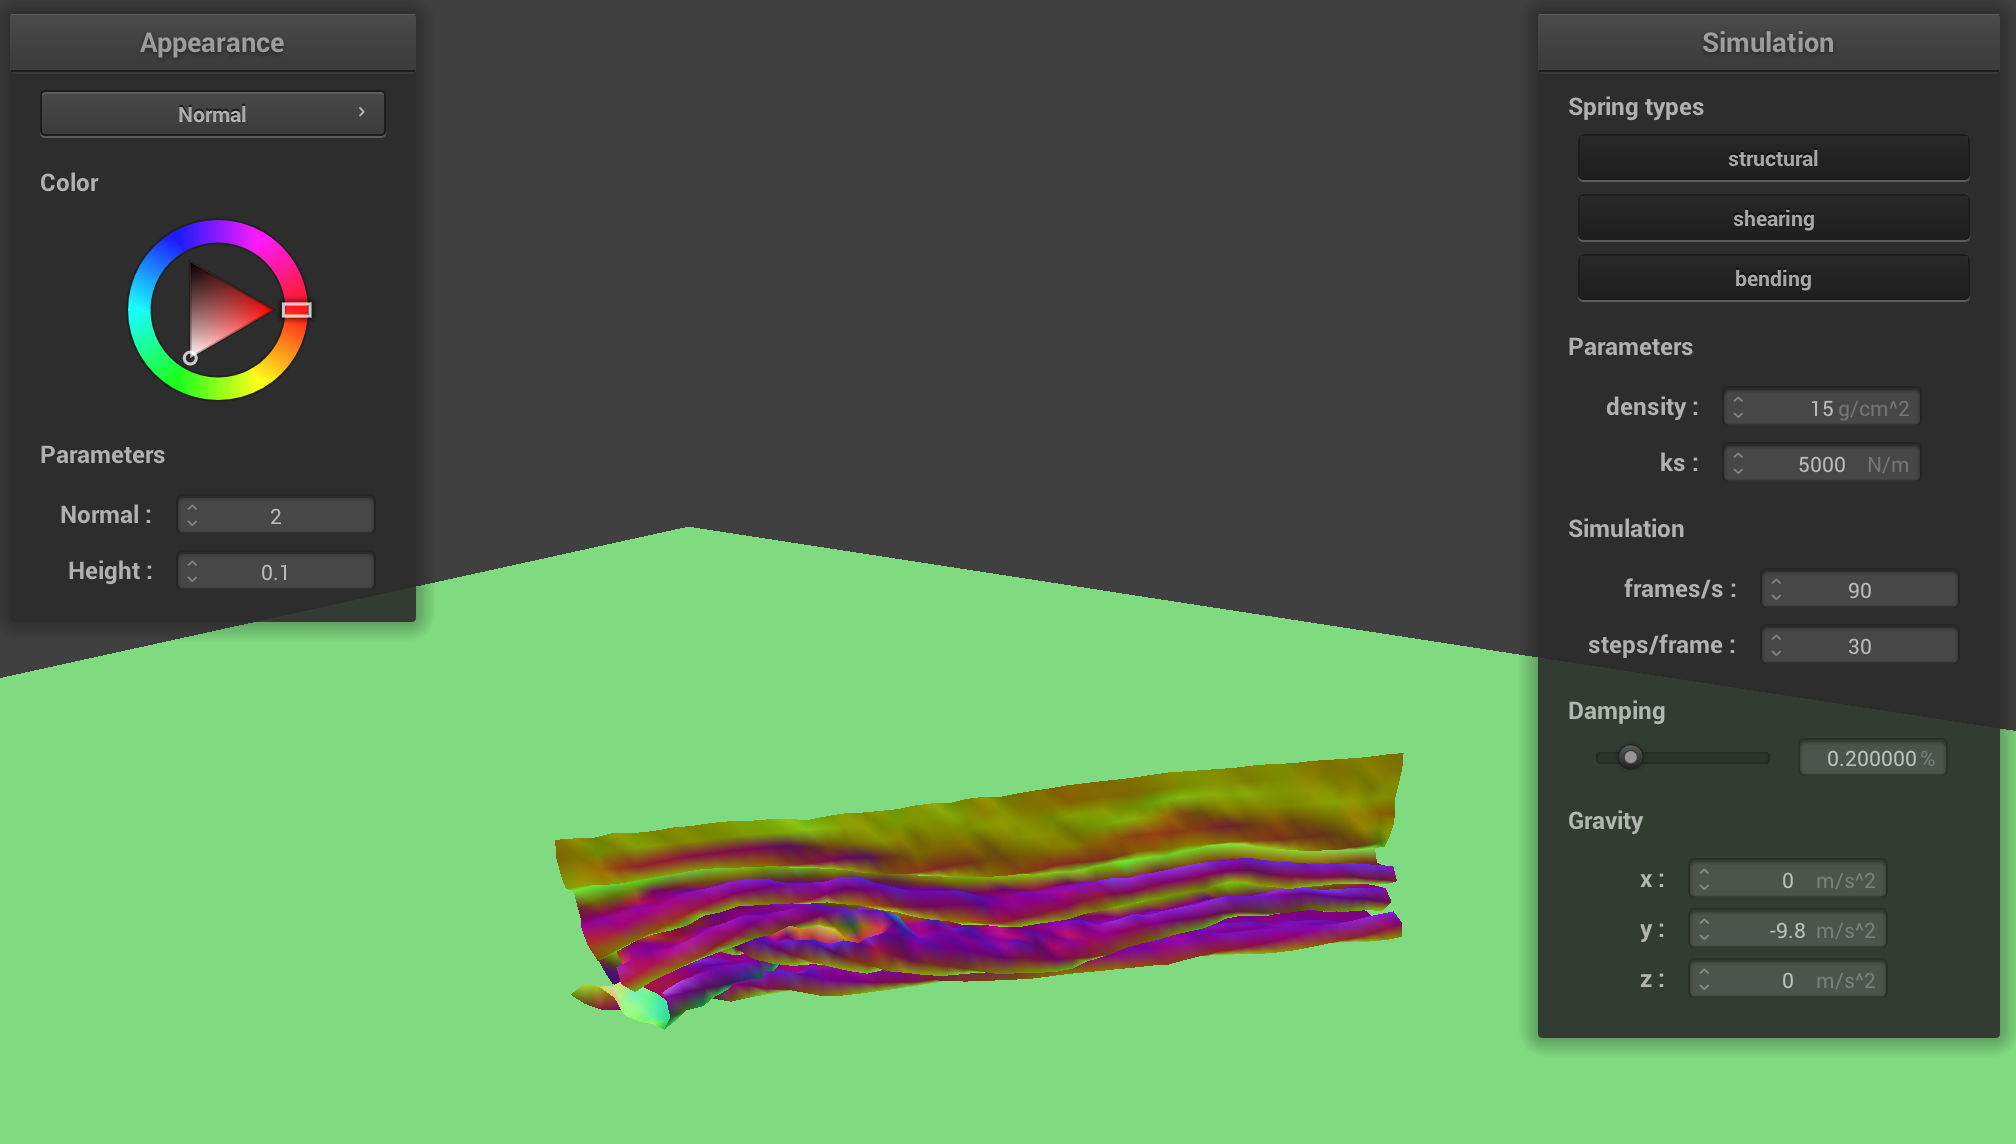 Appearance
Normal
Color
Parameters
Normal : 2
Height : 0.1
Simulation
Spring types
structural
shearing
bending
Parameters
density : 15 g/cm^2
ks : 5000 N/m
Simulation
frames/s : 90
steps/frame : 30
Damping
0.200000 %
Gravity
x : 0 m/s^2
y : -9.8 m/s^2
z : 0 m/s^2